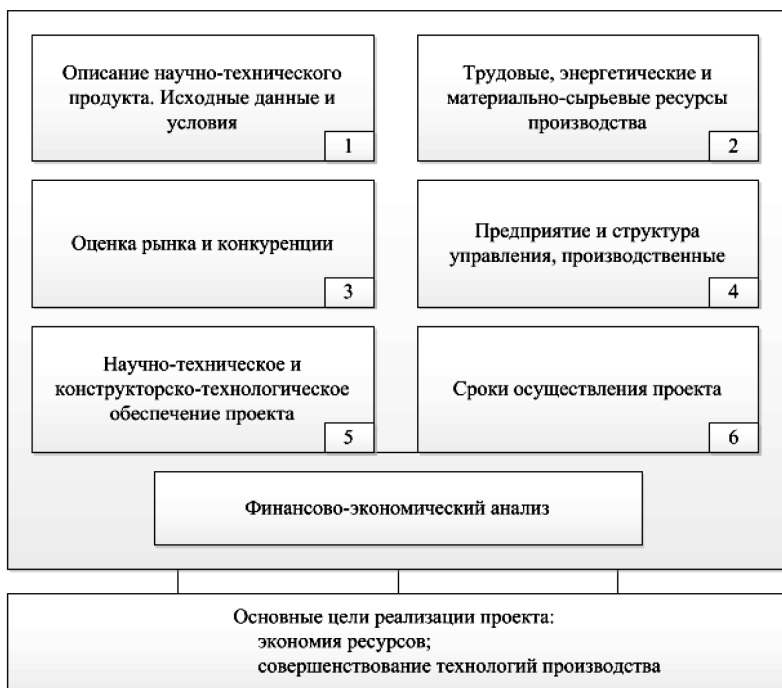 Описание научно-технического
продукта. Исходные данные и
условия
1
Трудовые, энергетические и
материально-сырьевые ресурсы
производства
2
Оценка рынка и конкуренции
3
Предприятие и структура
управления, производственные
4
Научно-техническое и
конструкторско-технологическое
обеспечение проекта
5
Сроки осуществления проекта
6
Финансово-экономический анализ
Основные цели реализации проекта:
экономия ресурсов;
совершенствование технологий производства